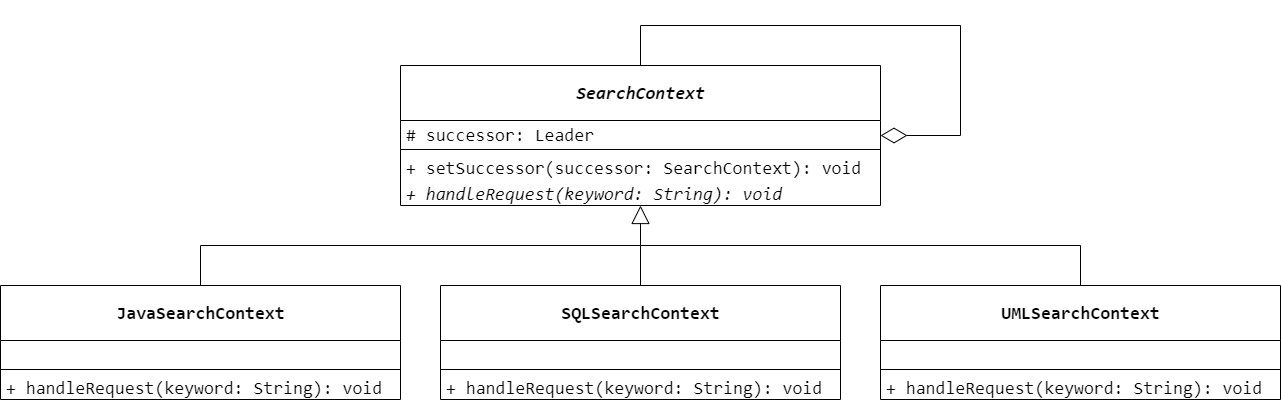 SearchContext
# successor: Leader
+ setSuccessor(successor: SearchContext): void
+ handleRequest(keyword: String): void
JavaSearchContext
+ handleRequest(keyword: String): void
SQLSearchContext
+ handleRequest(keyword: String): void
UMLSearchContext
+ handleRequest(keyword: String): void